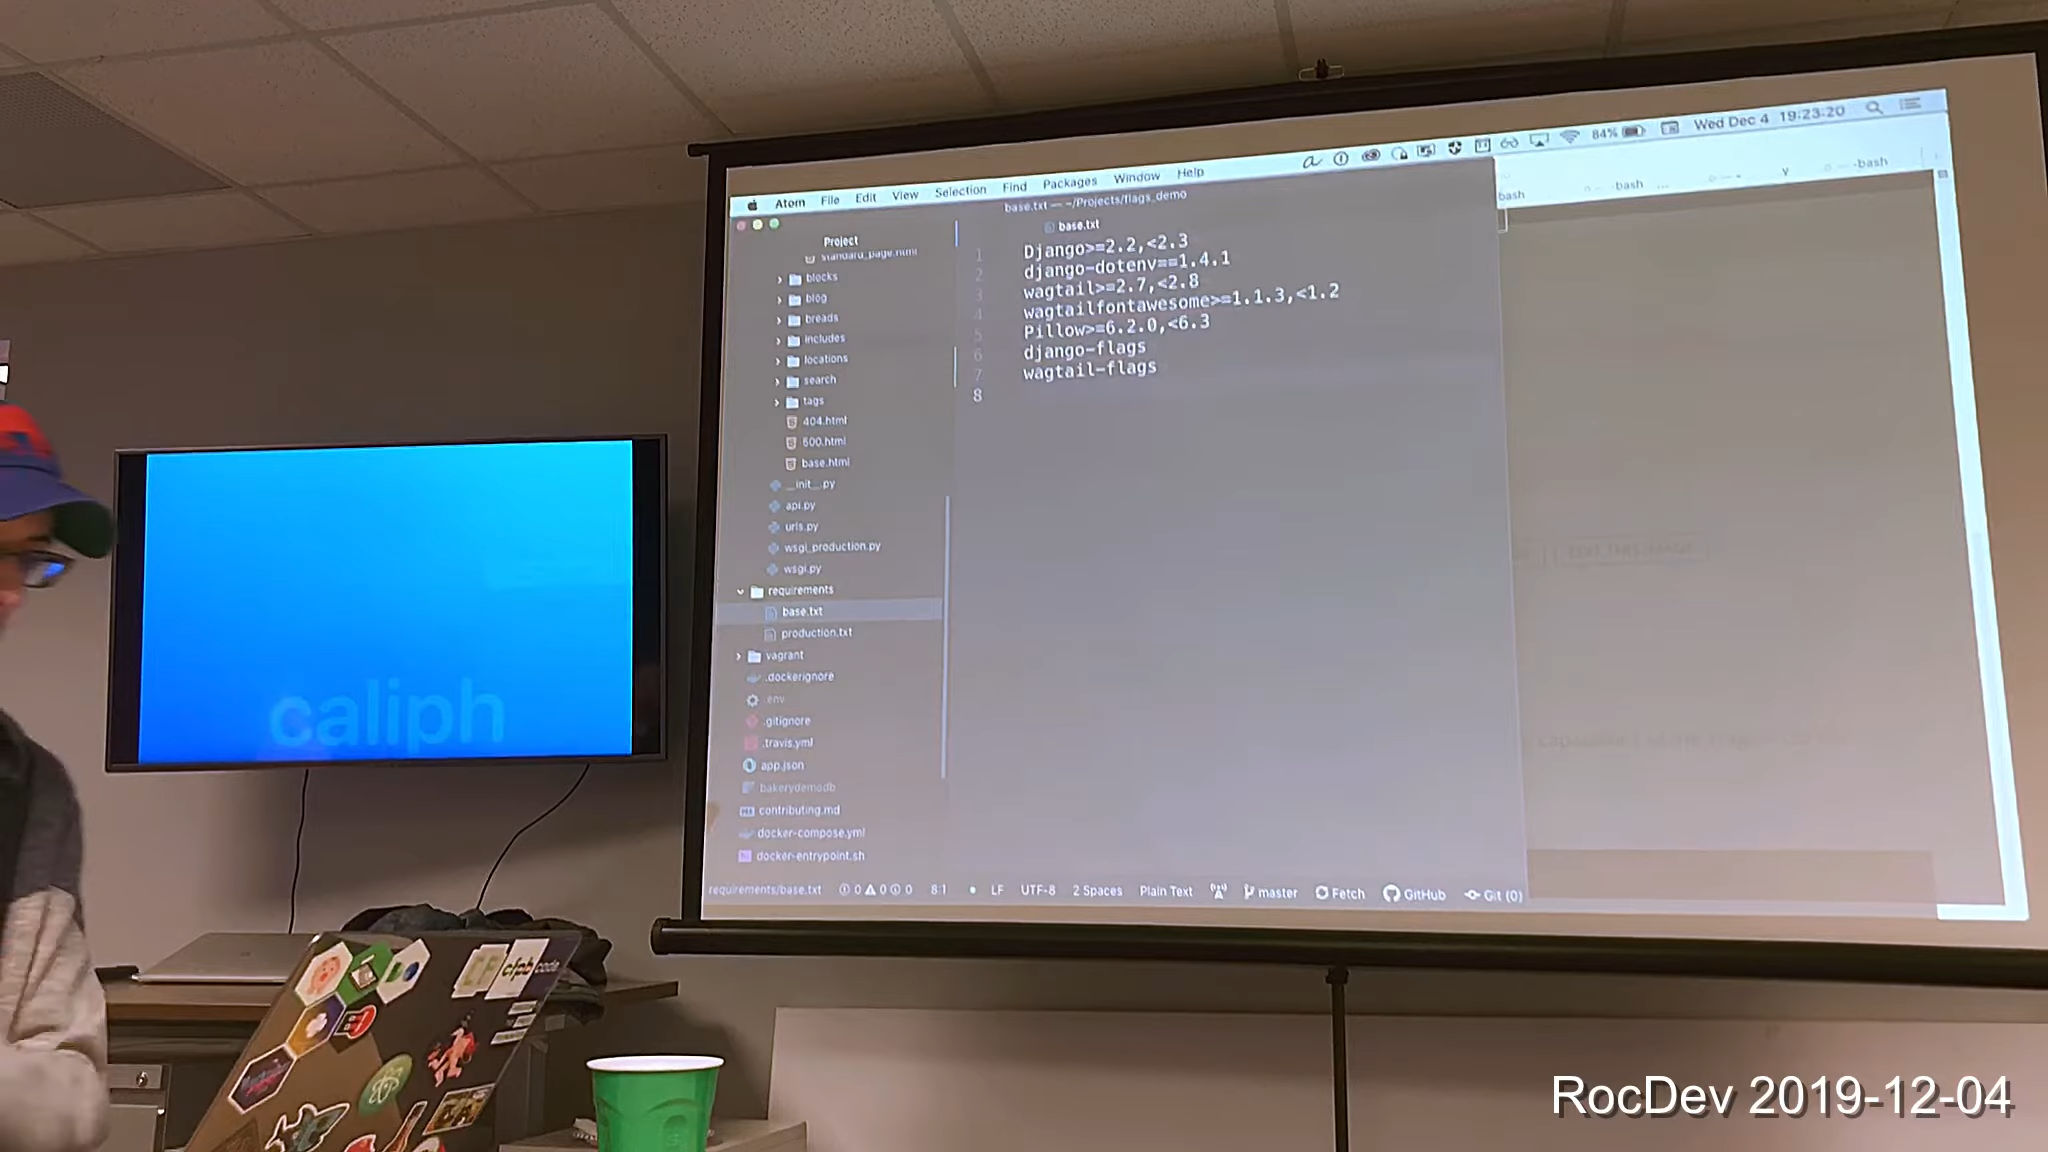 Wed Dec 4 19:23:20
84%
Atom File Edit View Selection Find Packages Window Help
bash
-bash
...
-bash
base.txt — ~/Projects/flags_demo
Project
base.txt
standard_page.html
blocks
blog
breads
includes
locations
search
tags
404.html
500.html
base.html
__init__.py
api.py
urls.py
wsgi_production.py
wsgi.py
requirements
base.txt
production.txt
vagrant
.dockerignore
.env
.gitignore
.travis.yml
app.json
bakerydemodb
contributing.md
docker-compose.yml
docker-entrypoint.sh
1 Django>=2.2,<2.3
2 django-dotenv==1.4.1
3 wagtail>=2.7,<2.8
4 wagtailfontawesome>=1.1.3,<1.2
5 Pillow>=6.2.0,<6.3
6 django-flags
7 wagtail-flags
8
requirements/base.txt 0 0 0 8:1 LF UTF-8 2 Spaces Plain Text master Fetch GitHub Git (0)
caliph
CF
cfpb code
RocDev 2019-12-04